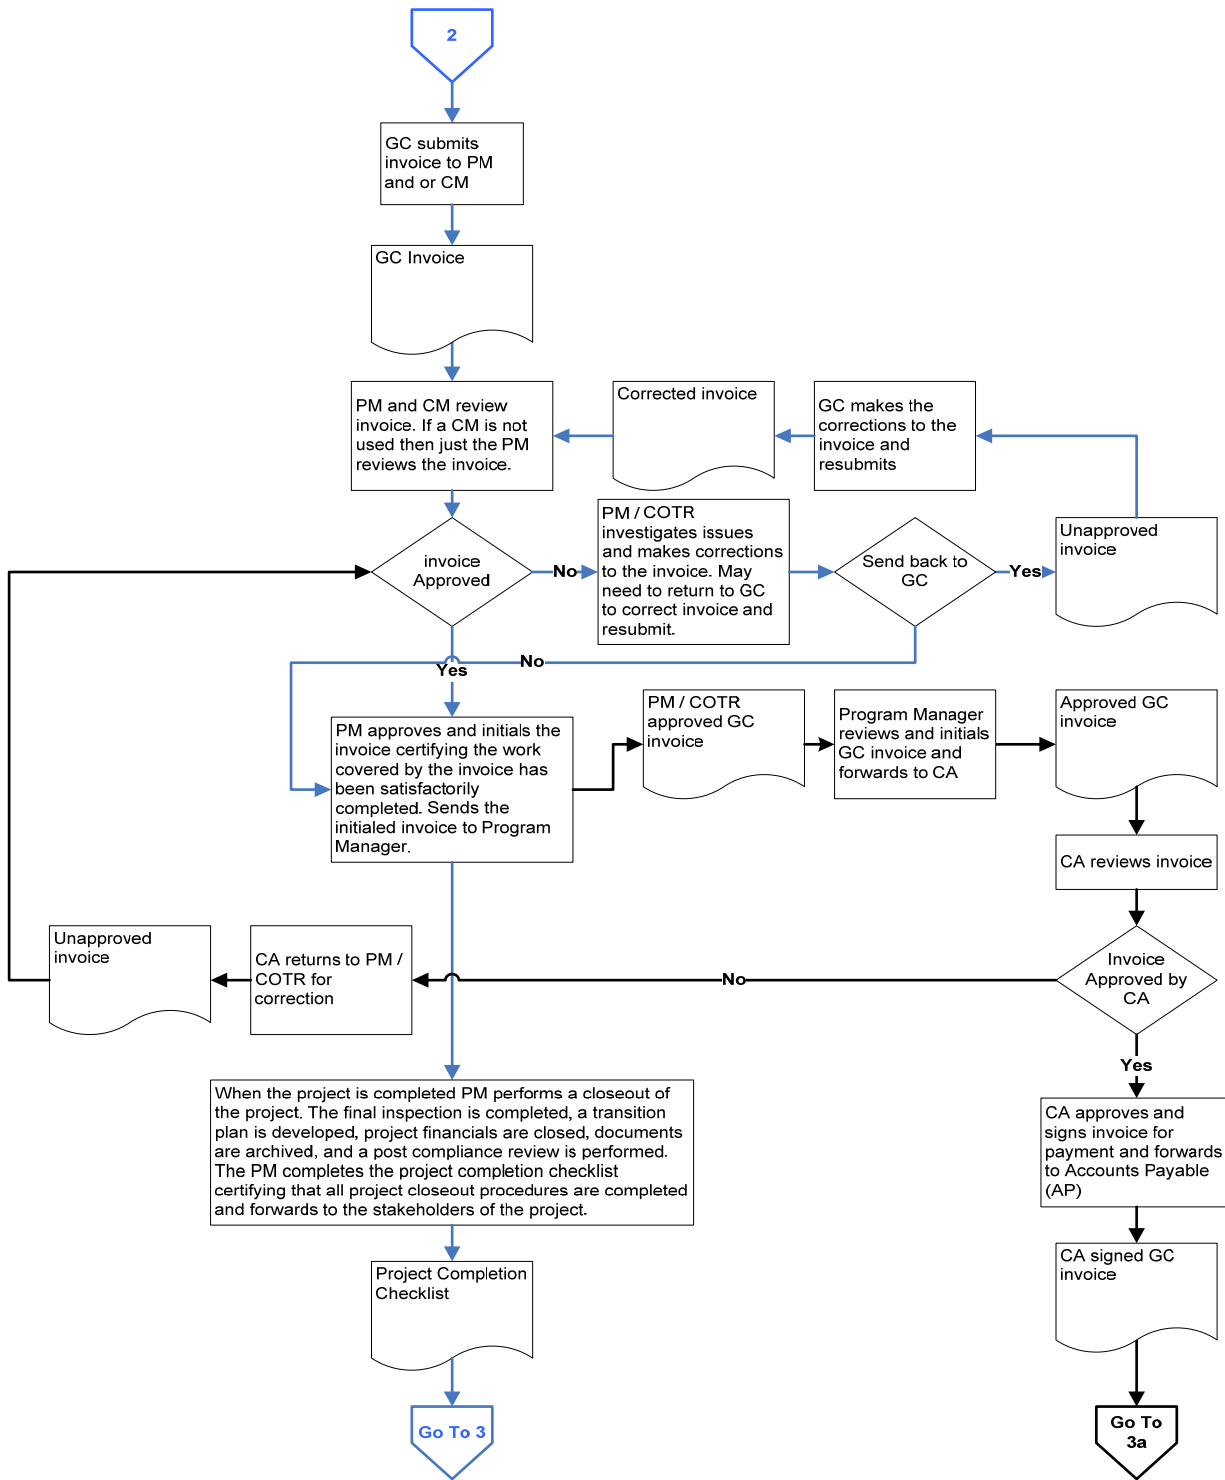 2
GC submits
invoice to PM
and or CM
GC Invoice
PM and CM review
invoice. If a CM is not
used then just the PM
reviews the invoice.
Corrected invoice
GC makes the
corrections to the
invoice and
resubmits
invoice
Approved
No
PM / COTR
investigates issues
and makes corrections
to the invoice. May
need to return to GC
to correct invoice and
resubmit.
Send back to
GC
Yes
Unapproved
invoice
No
Yes
PM approves and initials the
invoice certifying the work
covered by the invoice has
been satisfactorily
completed. Sends the
initialed invoice to Program
Manager.
PM / COTR
approved GC
invoice
Program Manager
reviews and initials
GC invoice and
forwards to CA
Approved GC
invoice
CA reviews invoice
Invoice
Approved by
CA
No
CA returns to PM /
COTR for
correction
Unapproved
invoice
Yes
CA approves and
signs invoice for
payment and forwards
to Accounts Payable
(AP)
When the project is completed PM performs a closeout of
the project. The final inspection is completed, a transition
plan is developed, project financials are closed, documents
are archived, and a post compliance review is performed.
The PM completes the project completion checklist
certifying that all project closeout procedures are completed
and forwards to the stakeholders of the project.
Project Completion
Checklist
CA signed GC
invoice
Go To 3
Go To
3a